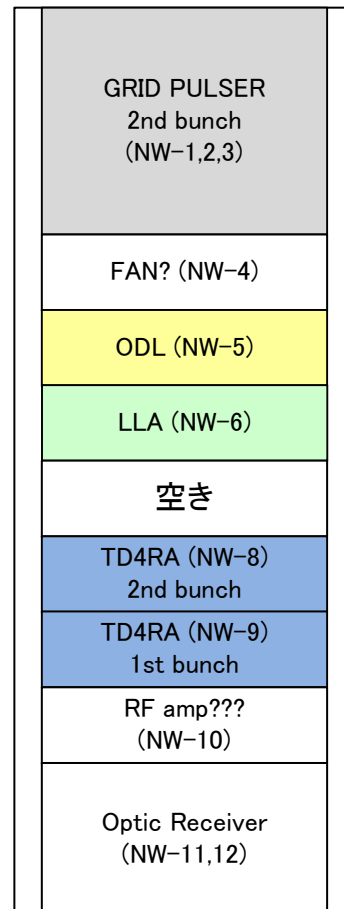 GRID PULSER
2nd bunch
(NW-1,2,3)
FAN? (NW-4)
ODL (NW-5)
LLA (NW-6)
空き
TD4RA (NW-8)
2nd bunch
TD4RA (NW-9)
1st bunch
RF amp???
(NW-10)
Optic Receiver
(NW-11,12)